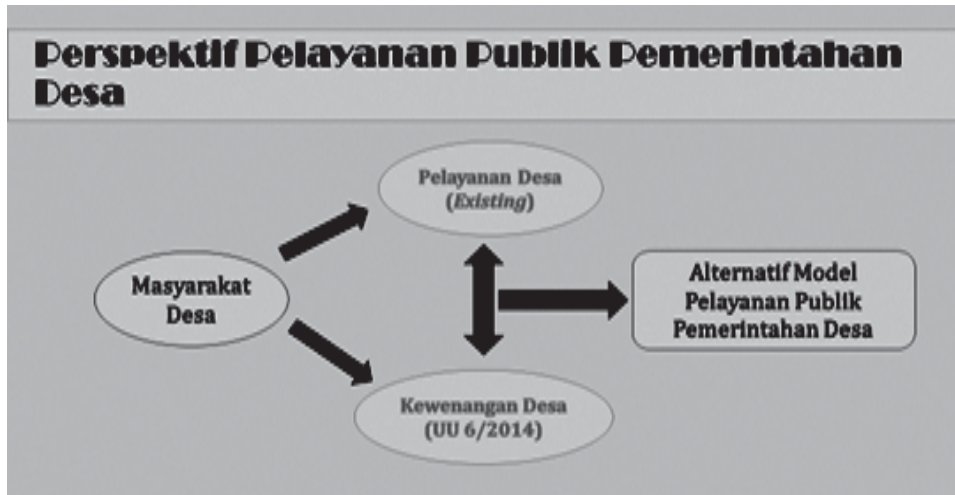 Perspektif Pelayanan Publik Pemerintahan
Desa
Pelayanan Desa
(Existing)
Masyarakat
Desa
Alternatif Model
Pelayanan Publik
Pemerintahan Desa
Kewenangan Desa
(UU 6/2014)